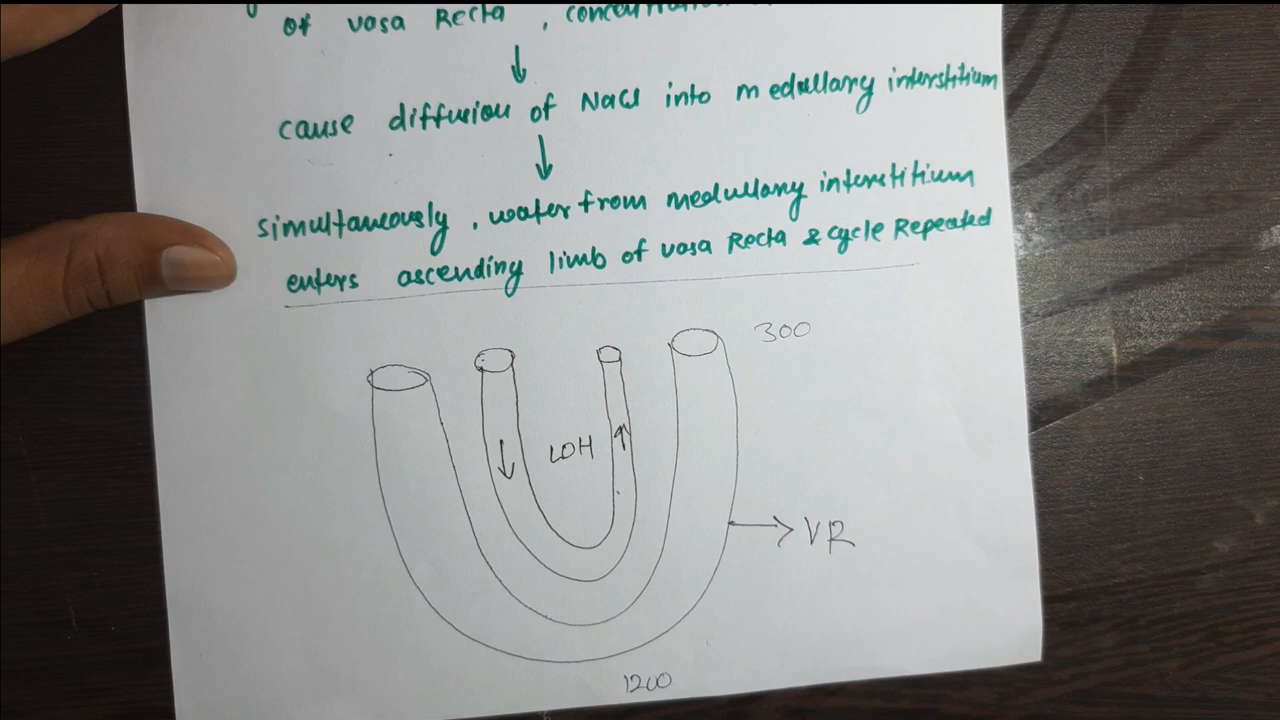 of vasa Recta , concentration
cause diffusion of NaCl into medullary interstitium
simultaneously , water from medullary interstitium
enters ascending limb of vasa Recta & cycle Repeated
300
LOH
VR
1200